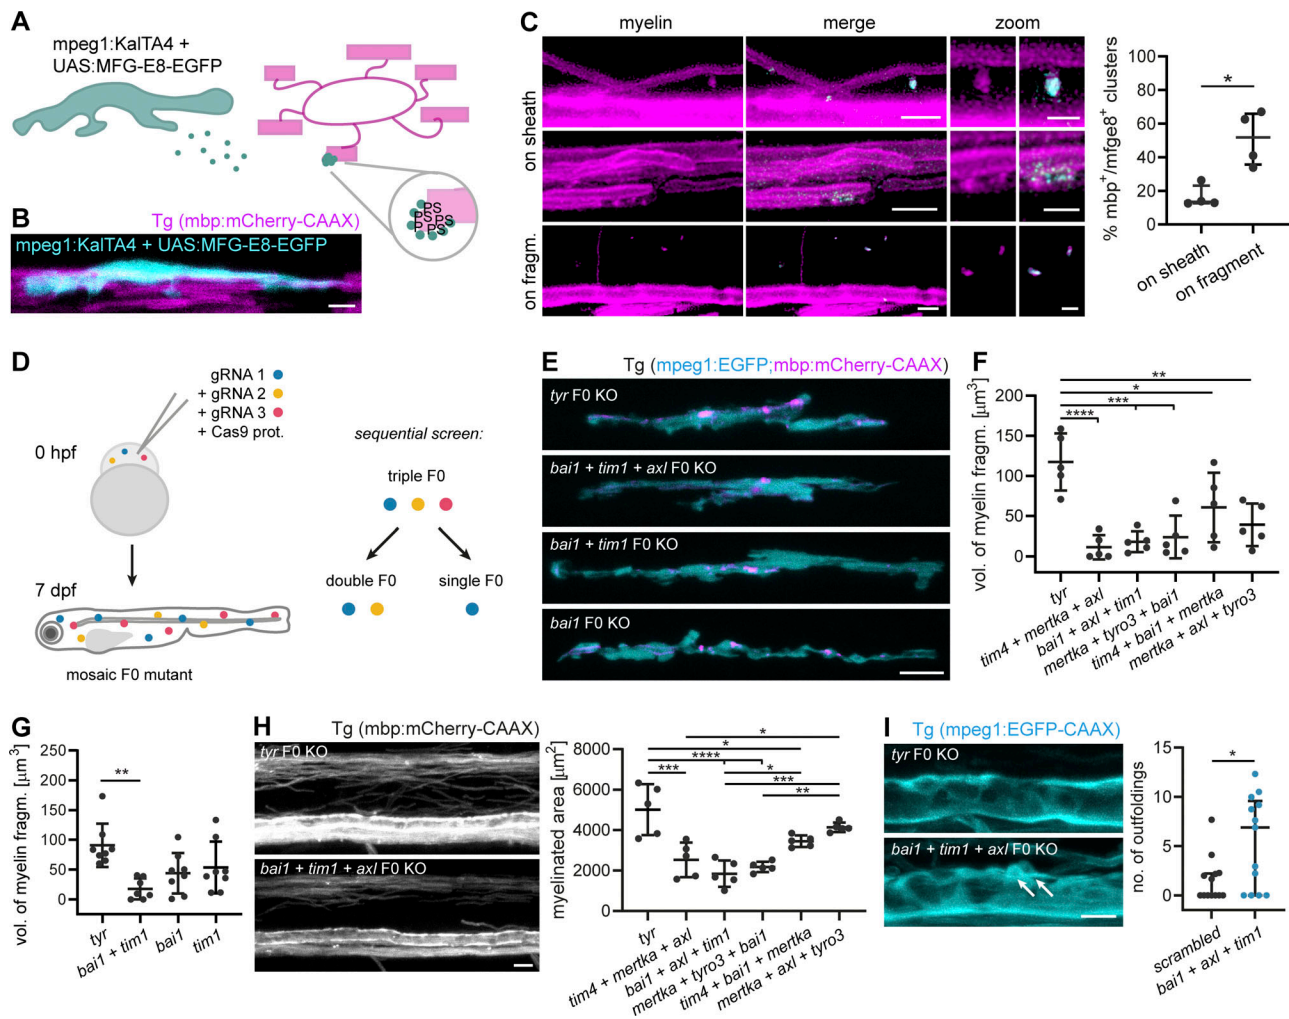 A
mpeg1:KalTA4 +
UAS:MFG-E8-EGFP
PS
PS PS
P PS
PS
B
Tg (mbp:mCherry-CAAX)
mpeg1:KalTA4 + UAS:MFG-E8-EGFP
C
myelin
merge
zoom
on sheath
on fragm.
% mbp+/mfge8+ clusters
100
80
60
40
20
0
*
on sheath
on fragment
D
gRNA 1
+ gRNA 2
+ gRNA 3
+ Cas9 prot.
0 hpf
7 dpf
mosaic F0 mutant
sequential screen:
triple F0
double F0
single F0
E
Tg (mpeg1:EGFP;mbp:mCherry-CAAX)
tyr F0 KO
bai1 + tim1 + axl F0 KO
bai1 + tim1 F0 KO
bai1 F0 KO
F
vol. of myelin fragm. [µm³]
200
150
100
50
0
**
*
***
****
tyr
tim4 + mertka + axl
bai1 + axl + tim1
mertka + tyro3 + bai1
tim4 + bai1 + mertka
mertka + axl + tyro3
G
vol. of myelin fragm. [µm³]
250
200
150
100
50
0
**
tyr
bai1 + tim1
bai1
tim1
H
Tg (mbp:mCherry-CAAX)
tyr F0 KO
bai1 + tim1 + axl F0 KO
myelinated area [µm²]
8000
6000
4000
2000
0
*
*
****
*
***
***
**
tyr
tim4 + mertka + axl
bai1 + axl + tim1
mertka + tyro3 + bai1
tim4 + bai1 + mertka
mertka + axl + tyro3
I
Tg (mpeg1:EGFP-CAAX)
tyr F0 KO
bai1 + tim1 + axl F0 KO
no. of outfoldings
15
10
5
0
*
scrambled
bai1 + axl + tim1